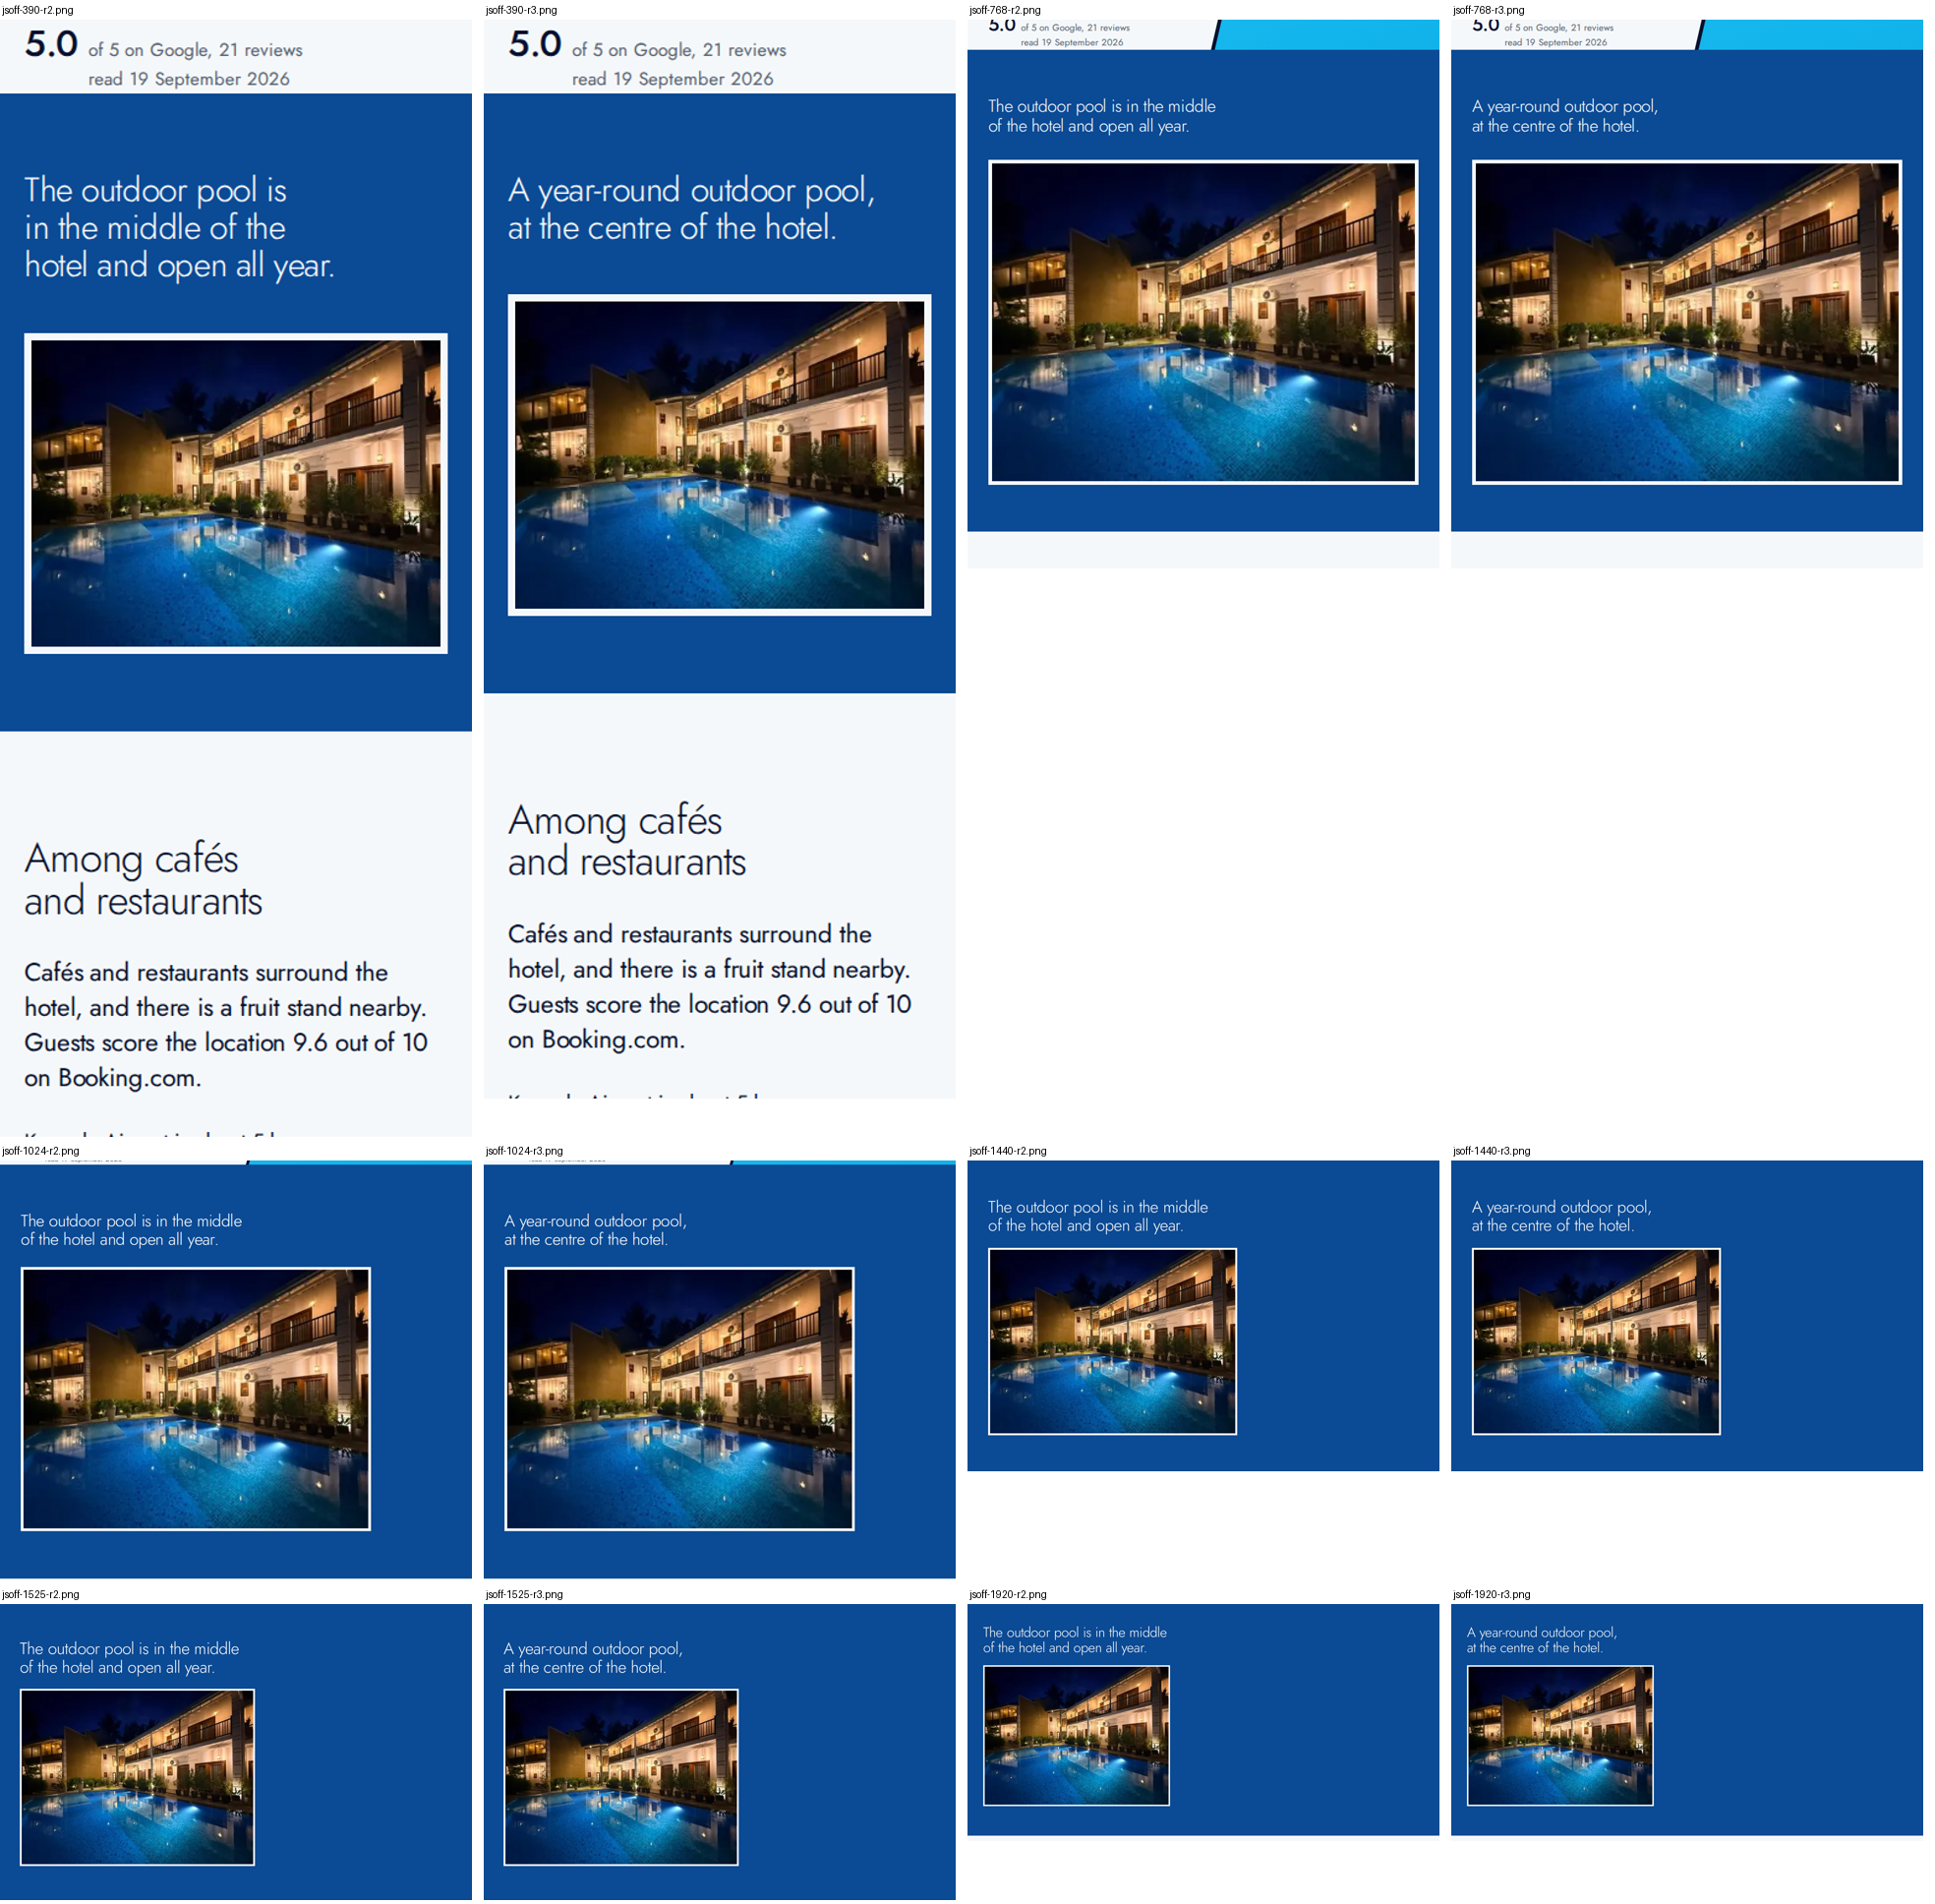 jsoff-390-r2.png
5.0 of 5 on Google, 21 reviews
read 19 September 2026
The outdoor pool is
in the middle of the
hotel and open all year.
Among cafés
and restaurants
Cafés and restaurants surround the
hotel, and there is a fruit stand nearby.
Guests score the location 9.6 out of 10
on Booking.com.
jsoff-390-r3.png
5.0 of 5 on Google, 21 reviews
read 19 September 2026
A year-round outdoor pool,
at the centre of the hotel.
Among cafés
and restaurants
Cafés and restaurants surround the
hotel, and there is a fruit stand nearby.
Guests score the location 9.6 out of 10
on Booking.com.
jsoff-768-r2.png
5.0 of 5 on Google, 21 reviews
read 19 September 2026
The outdoor pool is in the middle
of the hotel and open all year.
jsoff-768-r3.png
5.0 of 5 on Google, 21 reviews
read 19 September 2026
A year-round outdoor pool,
at the centre of the hotel.
jsoff-1024-r2.png
The outdoor pool is in the middle
of the hotel and open all year.
jsoff-1024-r3.png
A year-round outdoor pool,
at the centre of the hotel.
jsoff-1440-r2.png
The outdoor pool is in the middle
of the hotel and open all year.
jsoff-1440-r3.png
A year-round outdoor pool,
at the centre of the hotel.
jsoff-1525-r2.png
The outdoor pool is in the middle
of the hotel and open all year.
jsoff-1525-r3.png
A year-round outdoor pool,
at the centre of the hotel.
jsoff-1920-r2.png
The outdoor pool is in the middle
of the hotel and open all year.
jsoff-1920-r3.png
A year-round outdoor pool,
at the centre of the hotel.